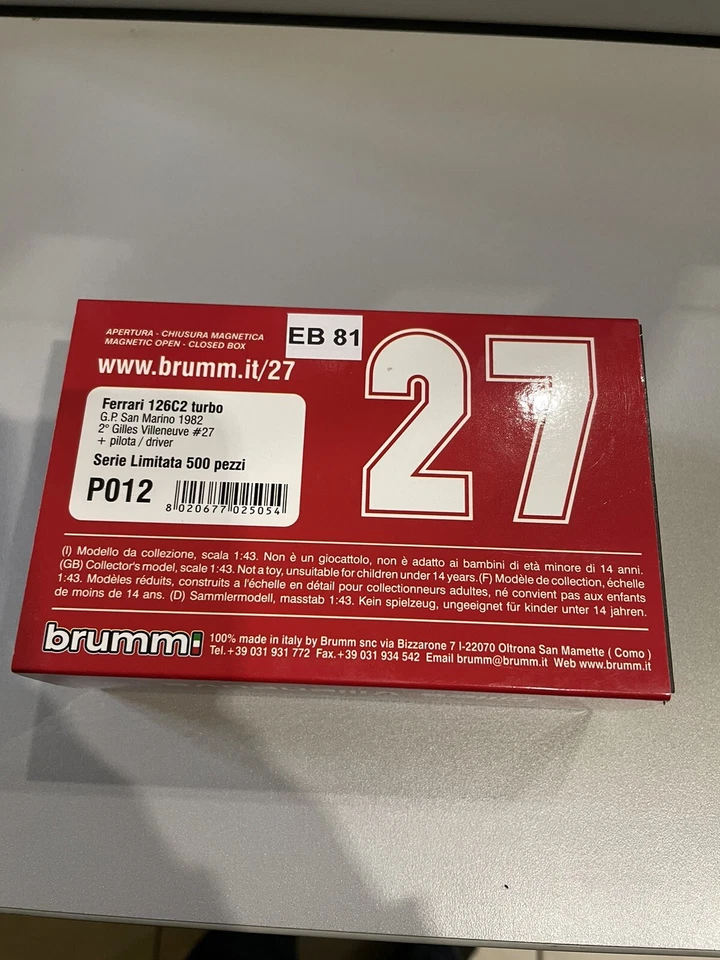 APERTURA - CHIUSURA MAGNETICA
MAGNETIC OPEN - CLOSED BOX
EB 81
www.brumm.it/27
27
Ferrari 126C2 turbo
G.P. San Marino 1982
2° Gilles Villeneuve #27
+ pilota / driver
Serie Limitata 500 pezzi
P012
8 020677 025054
(I) Modello da collezione, scala 1:43. Non è un giocattolo, non è adatto ai bambini di età minore di 14 anni.
(GB) Collector's model, scale 1:43. Not a toy, unsuitable for children under 14 years. (F) Modèle de collection, échelle
1:43. Modèles réduits, construits a l'échelle en détail pour collectionneurs adultes, né convient pas aux enfants
de moins de 14 ans. (D) Sammlermodell, masstab 1:43. Kein spielzeug, ungeeignet für kinder unter 14 jahren.
brumm
100% made in italy by Brumm snc via Bizzarone 7 I-22070 Oltrona San Mamette ( Como )
Tel.+39 031 931 772 Fax.+39 031 934 542 Email brumm@brumm.it Web www.brumm.it